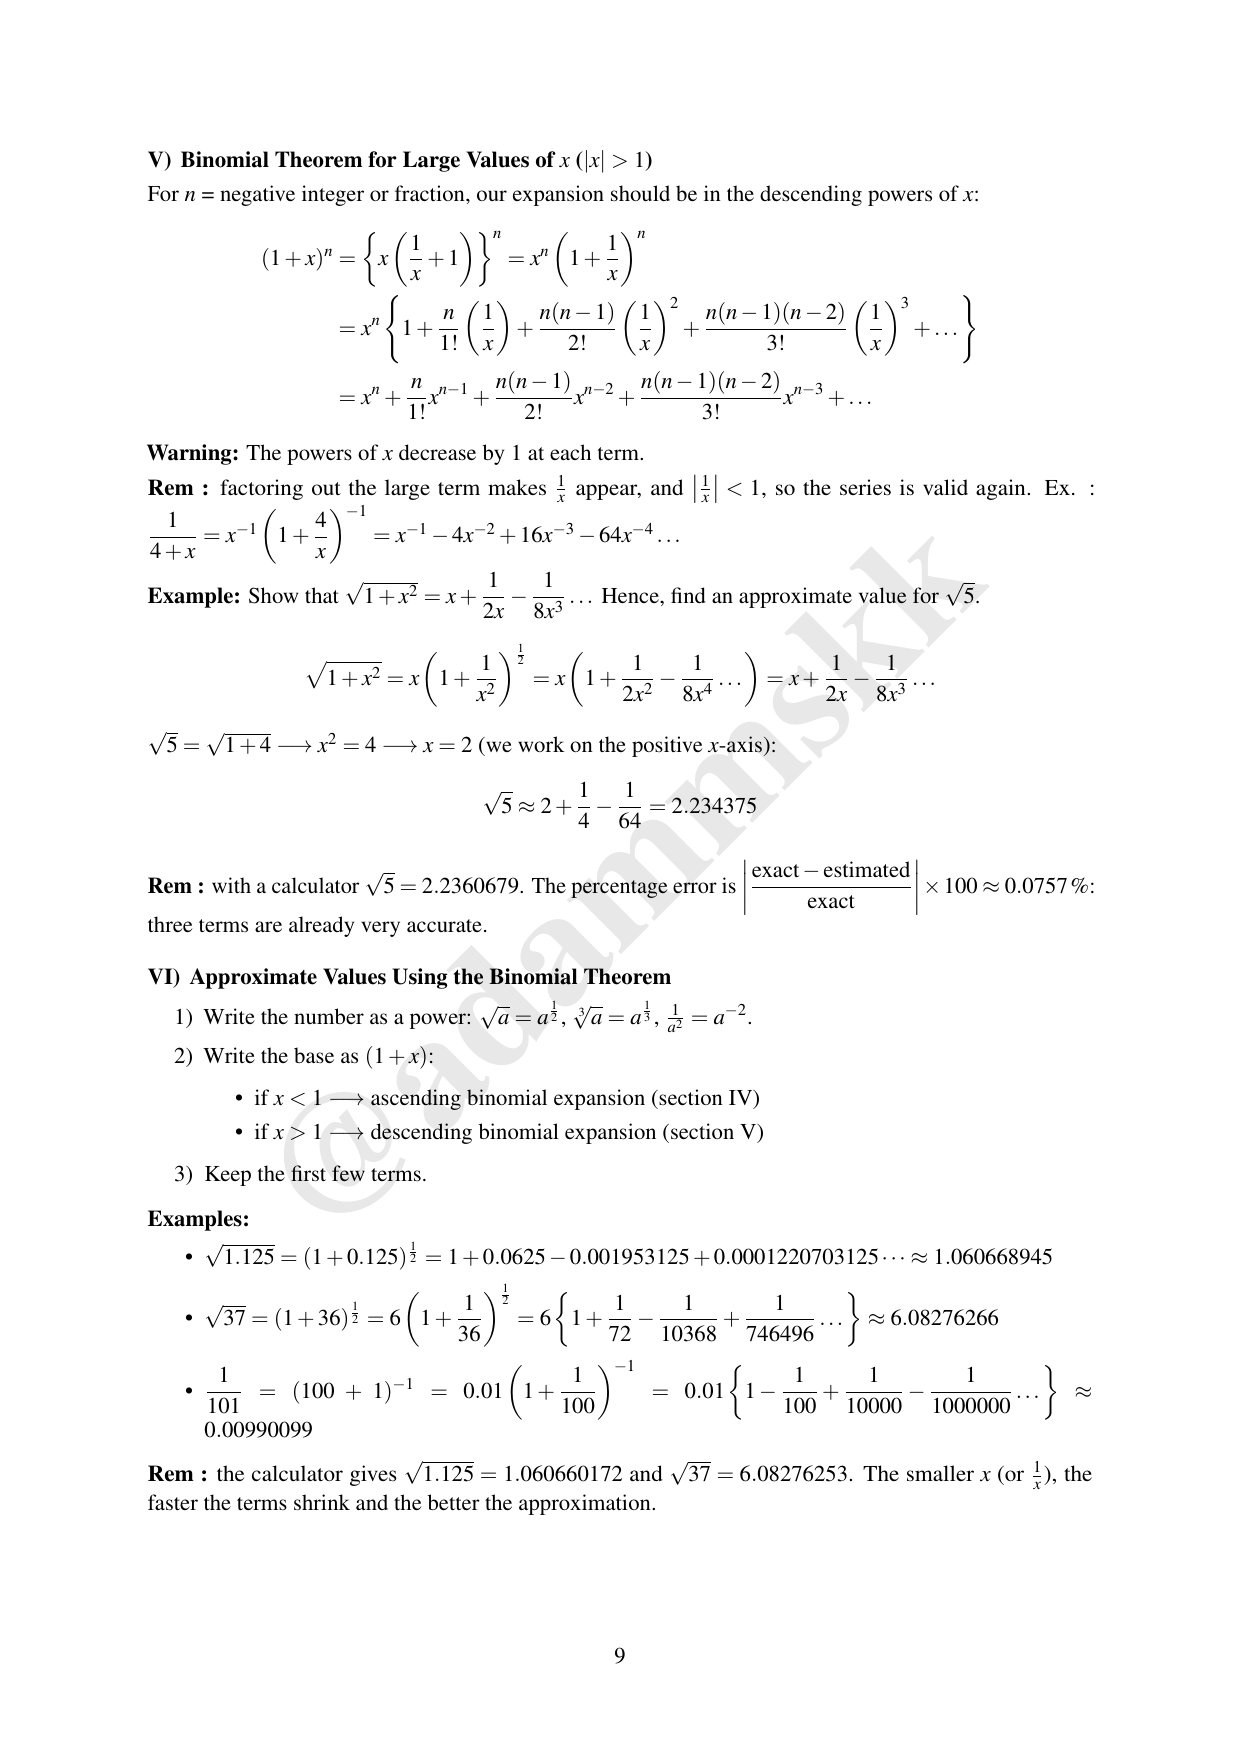 V) Binomial Theorem for Large Values of x (|x| > 1)
For n = negative integer or fraction, our expansion should be in the descending powers of x:
(1 + x)ⁿ = { x ( 1/x + 1 ) }ⁿ = xⁿ ( 1 + 1/x )ⁿ
= xⁿ { 1 + n/1! (1/x) + n(n − 1)/2! (1/x)² + n(n − 1)(n − 2)/3! (1/x)³ + … }
= xⁿ + n/1! xⁿ⁻¹ + n(n − 1)/2! xⁿ⁻² + n(n − 1)(n − 2)/3! xⁿ⁻³ + …
Warning: The powers of x decrease by 1 at each term.
Rem : factoring out the large term makes 1/x appear, and |1/x| < 1, so the series is valid again. Ex. :
1/(4 + x) = x⁻¹ (1 + 4/x)⁻¹ = x⁻¹ − 4x⁻² + 16x⁻³ − 64x⁻⁴ …
Example: Show that √(1 + x²) = x + 1/2x − 1/8x³ … Hence, find an approximate value for √5.
√(1 + x²) = x (1 + 1/x²)^(1/2) = x (1 + 1/2x² − 1/8x⁴ …) = x + 1/2x − 1/8x³ …
√5 = √(1 + 4) ⟶ x² = 4 ⟶ x = 2 (we work on the positive x-axis):
√5 ≈ 2 + 1/4 − 1/64 = 2.234375
Rem : with a calculator √5 = 2.2360679. The percentage error is |(exact − estimated)/exact| × 100 ≈ 0.0757 %:
three terms are already very accurate.
VI) Approximate Values Using the Binomial Theorem
1) Write the number as a power: √a = a^(1/2), ∛a = a^(1/3), 1/a² = a⁻².
2) Write the base as (1 + x):
• if x < 1 ⟶ ascending binomial expansion (section IV)
• if x > 1 ⟶ descending binomial expansion (section V)
3) Keep the first few terms.
Examples:
• √1.125 = (1 + 0.125)^(1/2) = 1 + 0.0625 − 0.001953125 + 0.0001220703125 ⋯ ≈ 1.060668945
• √37 = (1 + 36)^(1/2) = 6 (1 + 1/36)^(1/2) = 6 { 1 + 1/72 − 1/10368 + 1/746496 … } ≈ 6.08276266
• 1/101 = (100 + 1)⁻¹ = 0.01 (1 + 1/100)⁻¹ = 0.01 { 1 − 1/100 + 1/10000 − 1/1000000 … } ≈
0.00990099
Rem : the calculator gives √1.125 = 1.060660172 and √37 = 6.08276253. The smaller x (or 1/x), the
faster the terms shrink and the better the approximation.
9
@adammskk